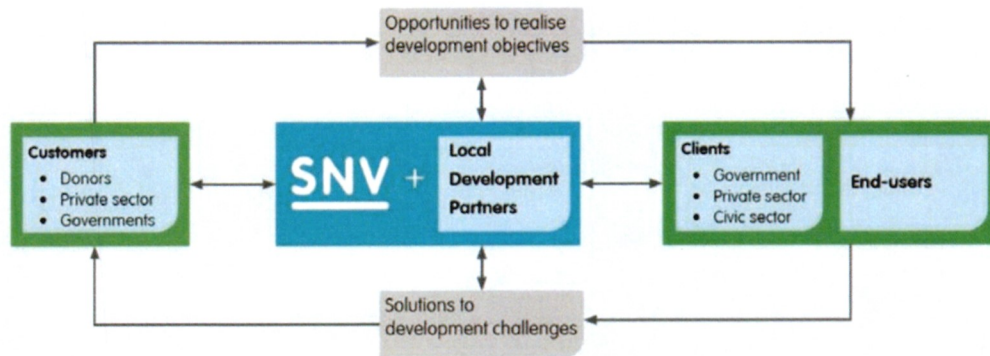 Opportunities to realise
development objectives
Customers
• Donors
• Private sector
• Governments
SNV +
Local
Development
Partners
Clients
• Government
• Private sector
• Civic sector
End-users
Solutions to
development challenges